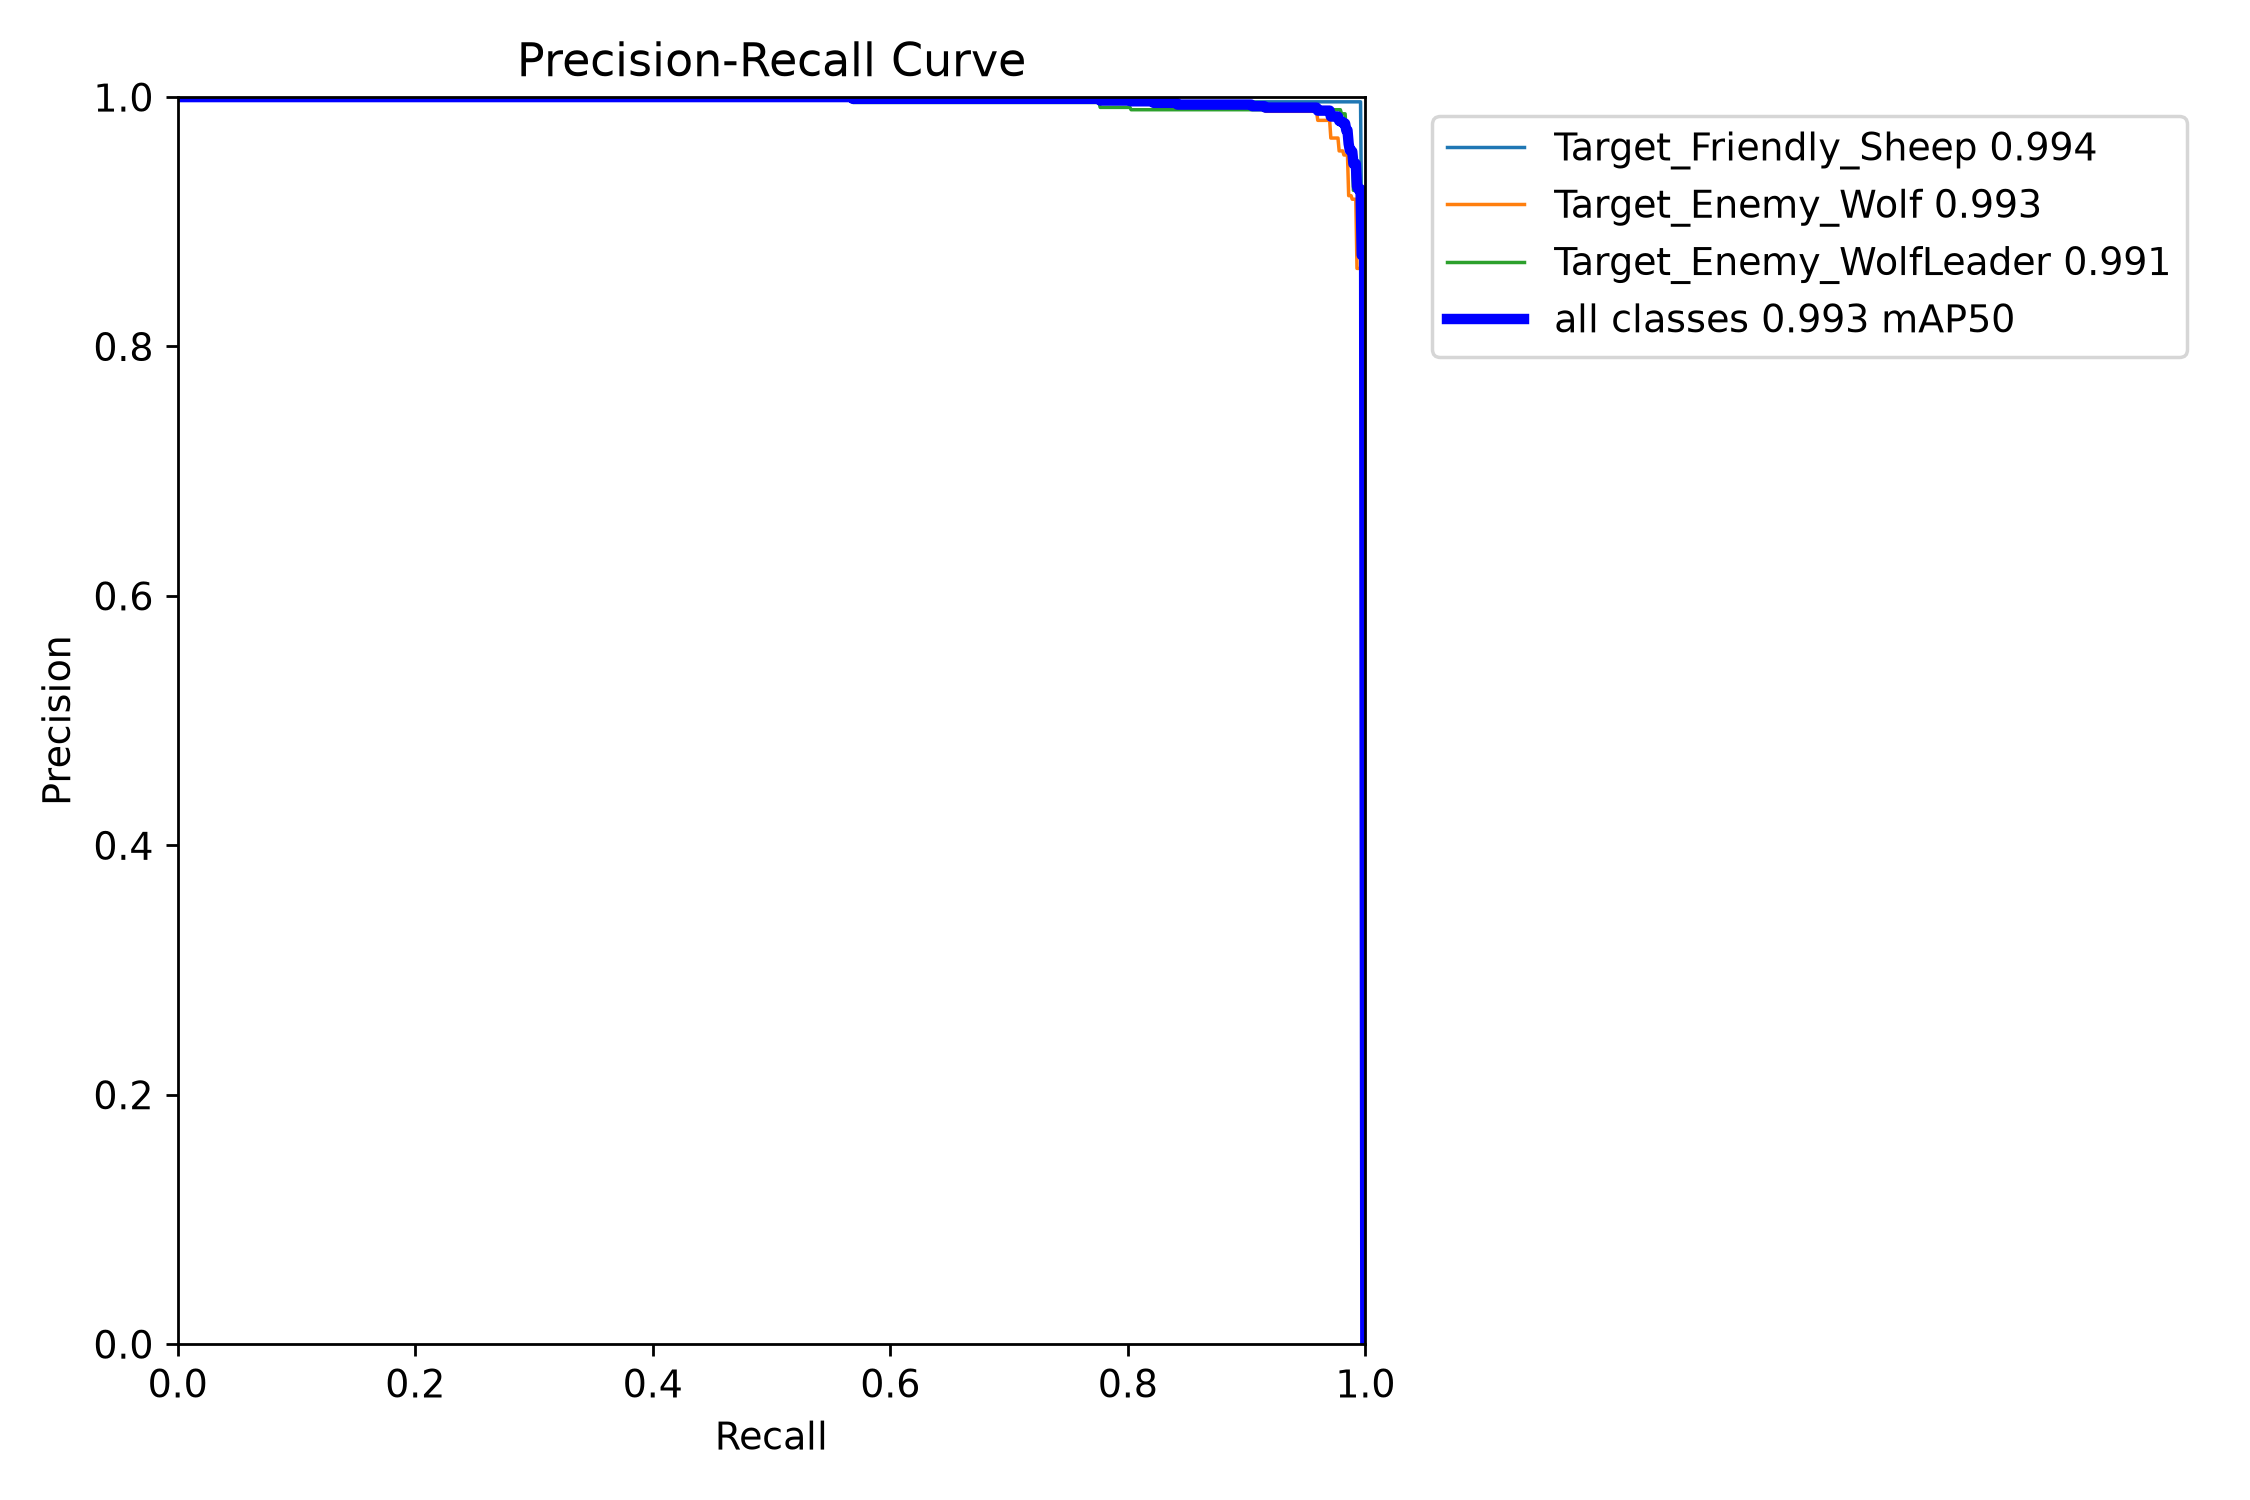 Precision-Recall Curve
1.0
0.8
0.6
0.4
0.2
0.0
Precision
0.0 0.2 0.4 0.6 0.8 1.0
Recall
Target_Friendly_Sheep 0.994
Target_Enemy_Wolf 0.993
Target_Enemy_WolfLeader 0.991
all classes 0.993 mAP50